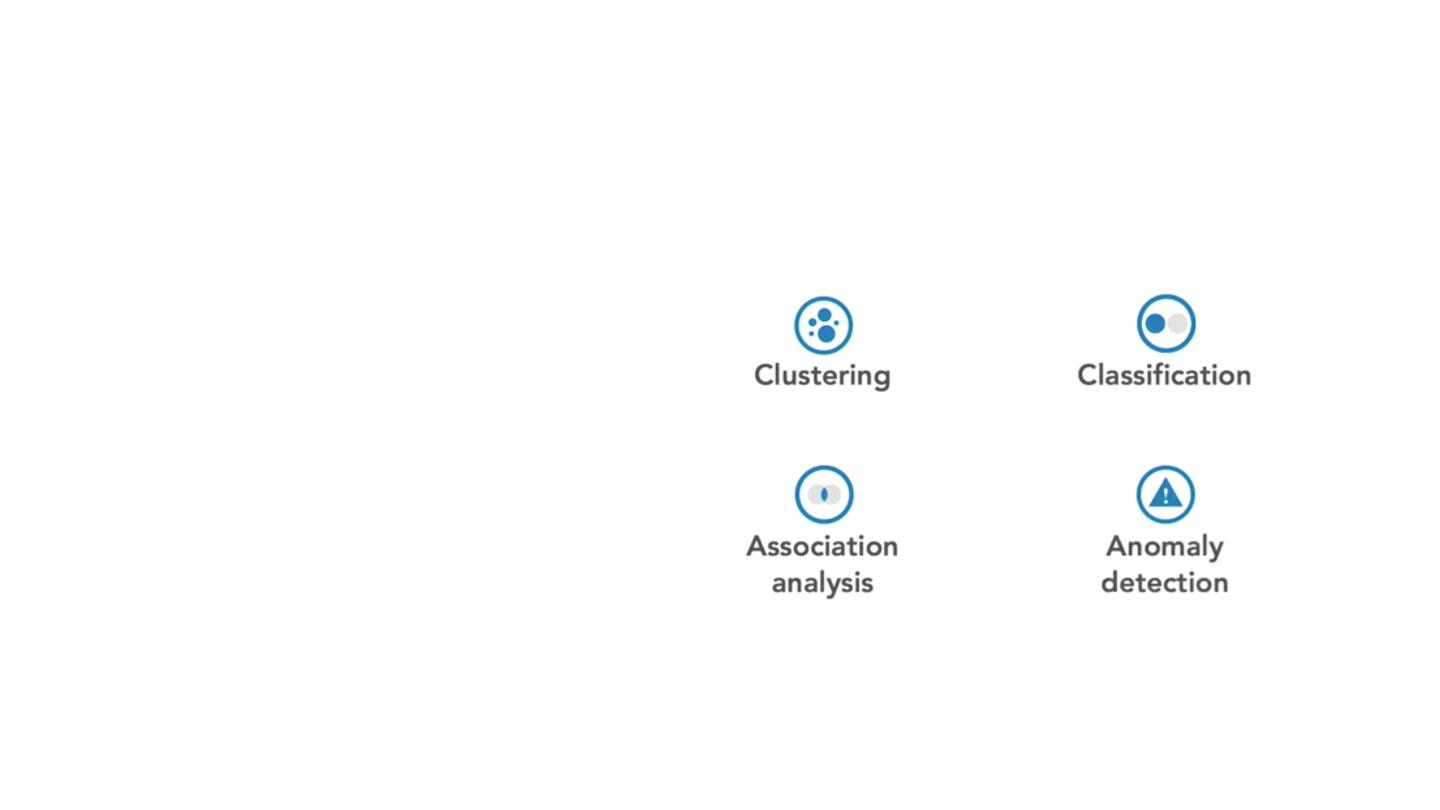 Clustering
Classification
Association
analysis
Anomaly
detection